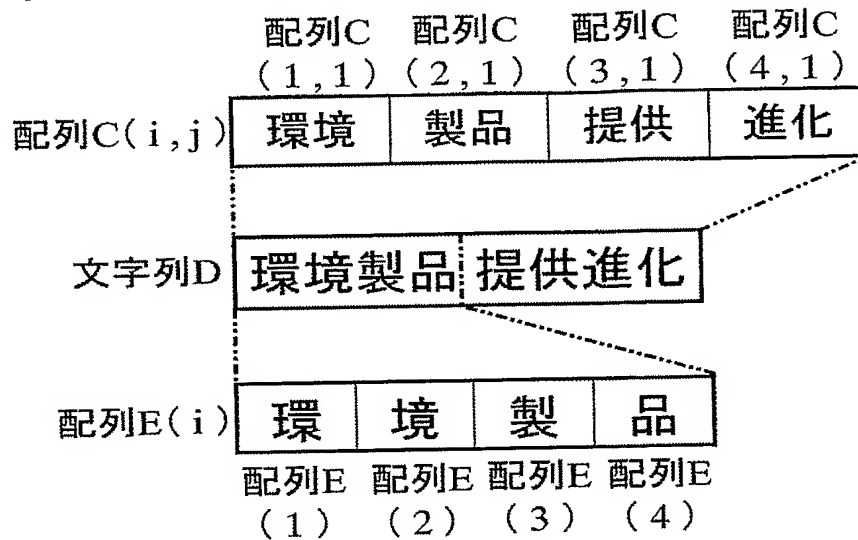 配列C 配列C 配列C 配列C
(1,1) (2,1) (3,1) (4,1)
配列C(i,j) 環境 製品 提供 進化
文字列D 環境製品 提供進化
配列E(i) 環 境 製 品
配列E 配列E 配列E 配列E
(1) (2) (3) (4)